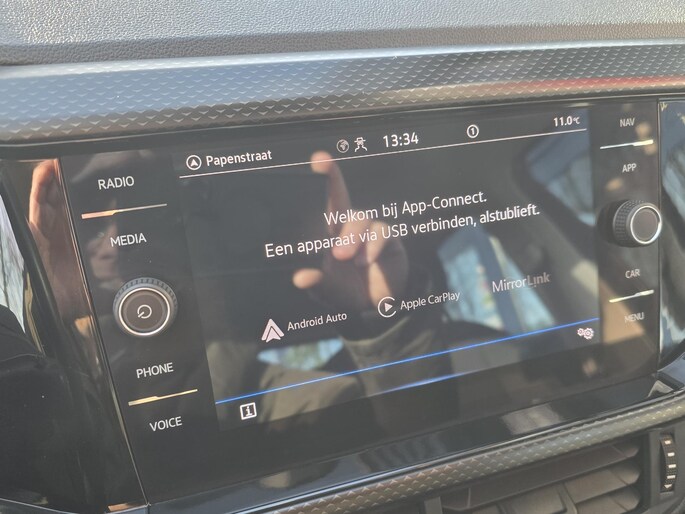 Papenstraat 13:34 1 11.0°C
Welkom bij App-Connect.
Een apparaat via USB verbinden, alstublieft.
Android Auto Apple CarPlay MirrorLink
i
RADIO
MEDIA
PHONE
VOICE
NAV
APP
CAR
MENU